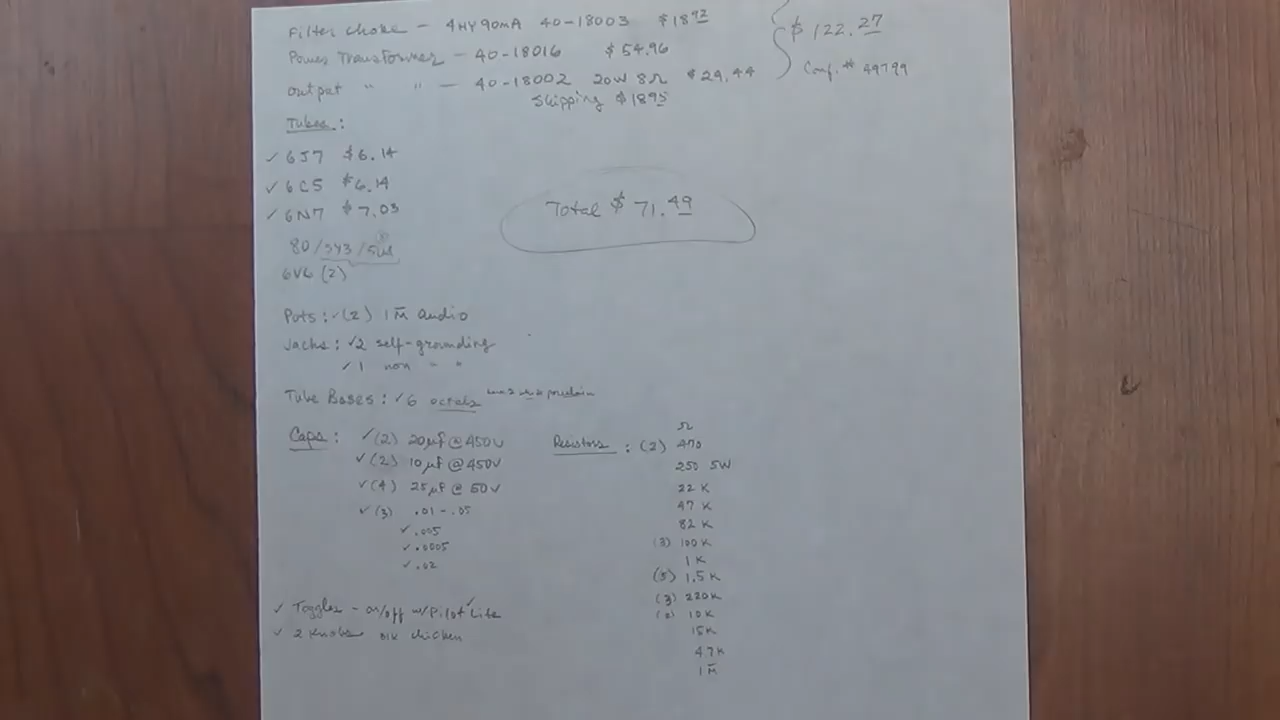 Filter Choke - 4HY90mA 40-18003 $18.92
Power Transformer - 40-18016 $54.96
Output " " - 40-18002 20W 8Ω $29.44
Shipping $18.95
$122.27
Conf. # 49799
Tubes:
✓ 6J7 $6.14
✓ 6C5 $6.14
✓ 6N7 $7.03
80/5Y3/5U4
6V6 (2)
Total $71.49
Pots: ✓(2) 1M audio
Jacks: ✓2 self-grounding
✓1 non " "
Tube Bases: ✓6 octals porcelain
Caps: ✓(2) 20µf @ 450V
✓(2) 10µf @ 450V
✓(4) 25µf @ 50V
✓(3) .01-.05
✓.005
✓.0005
✓.02
Resistors: (2) 470 Ω
250 5W
22K
47K
82K
(3) 100K
1K
(5) 1.5K
(3) 220K
10K
15K
47K
1M
✓ Toggles - on/off w/Pilot ✓Lite
✓ 2 Knobs blk chicken